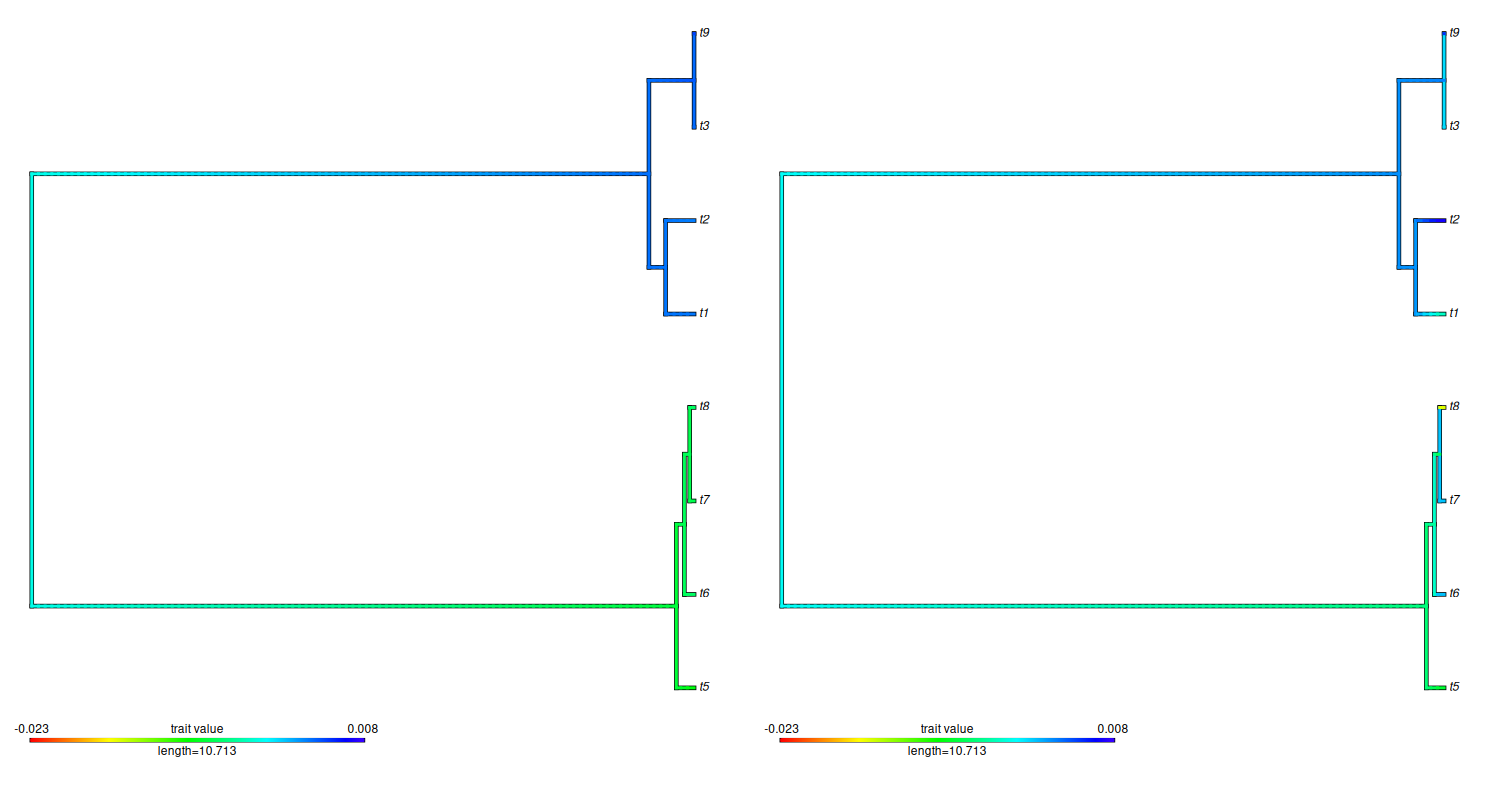 t9
t3
t2
t1
t8
t7
t6
t5
-0.023 trait value 0.008
length=10.713
t9
t3
t2
t1
t8
t7
t6
t5
-0.023 trait value 0.008
length=10.713